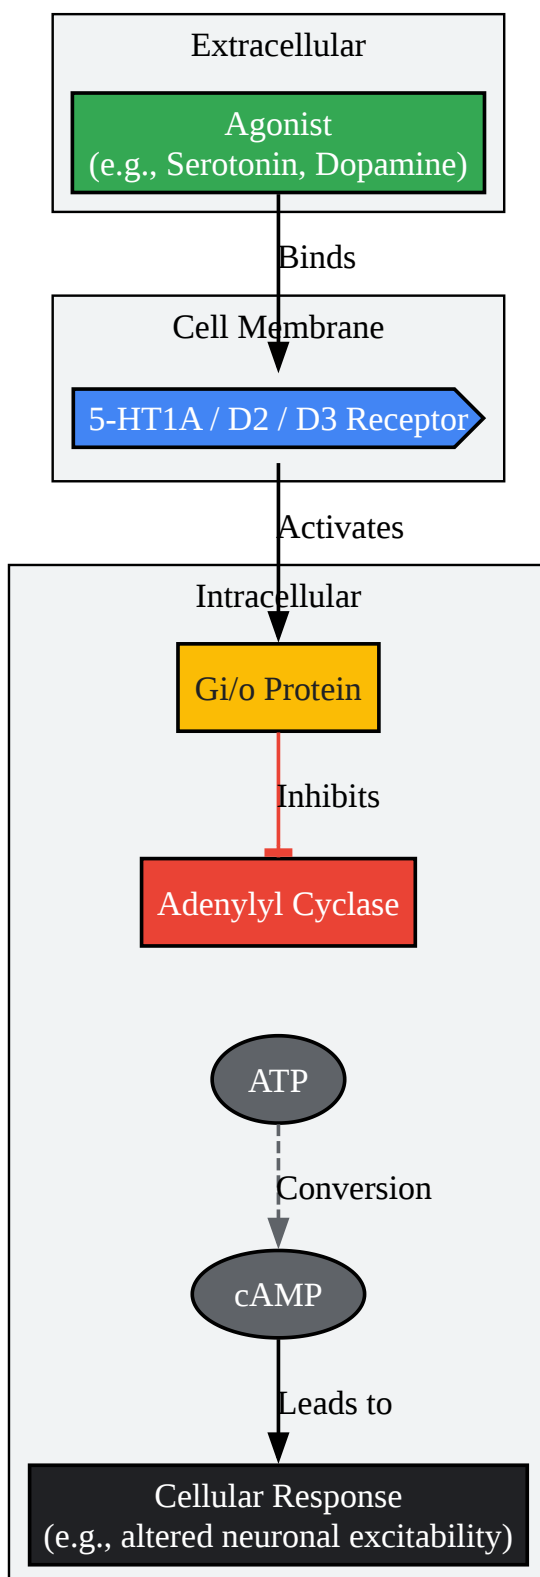 Extracellular
Agonist
(e.g., Serotonin, Dopamine)
Binds
Cell Membrane
5-HT1A / D2 / D3 Receptor
Activates
Intracellular
Gi/o Protein
Inhibits
Adenylyl Cyclase
ATP
Conversion
cAMP
Leads to
Cellular Response
(e.g., altered neuronal excitability)